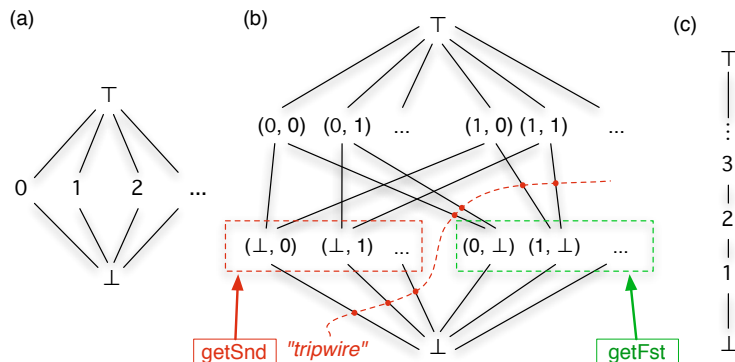 (a)
⊤
0 1 2 ...
⊥
(b)
⊤
(0, 0) (0, 1) ... (1, 0) (1, 1) ...
(⊥, 0) (⊥, 1) ... (0, ⊥) (1, ⊥) ...
getSnd "tripwire" ⊥ getFst
(c)
⊤
⋮
3
2
1
⊥